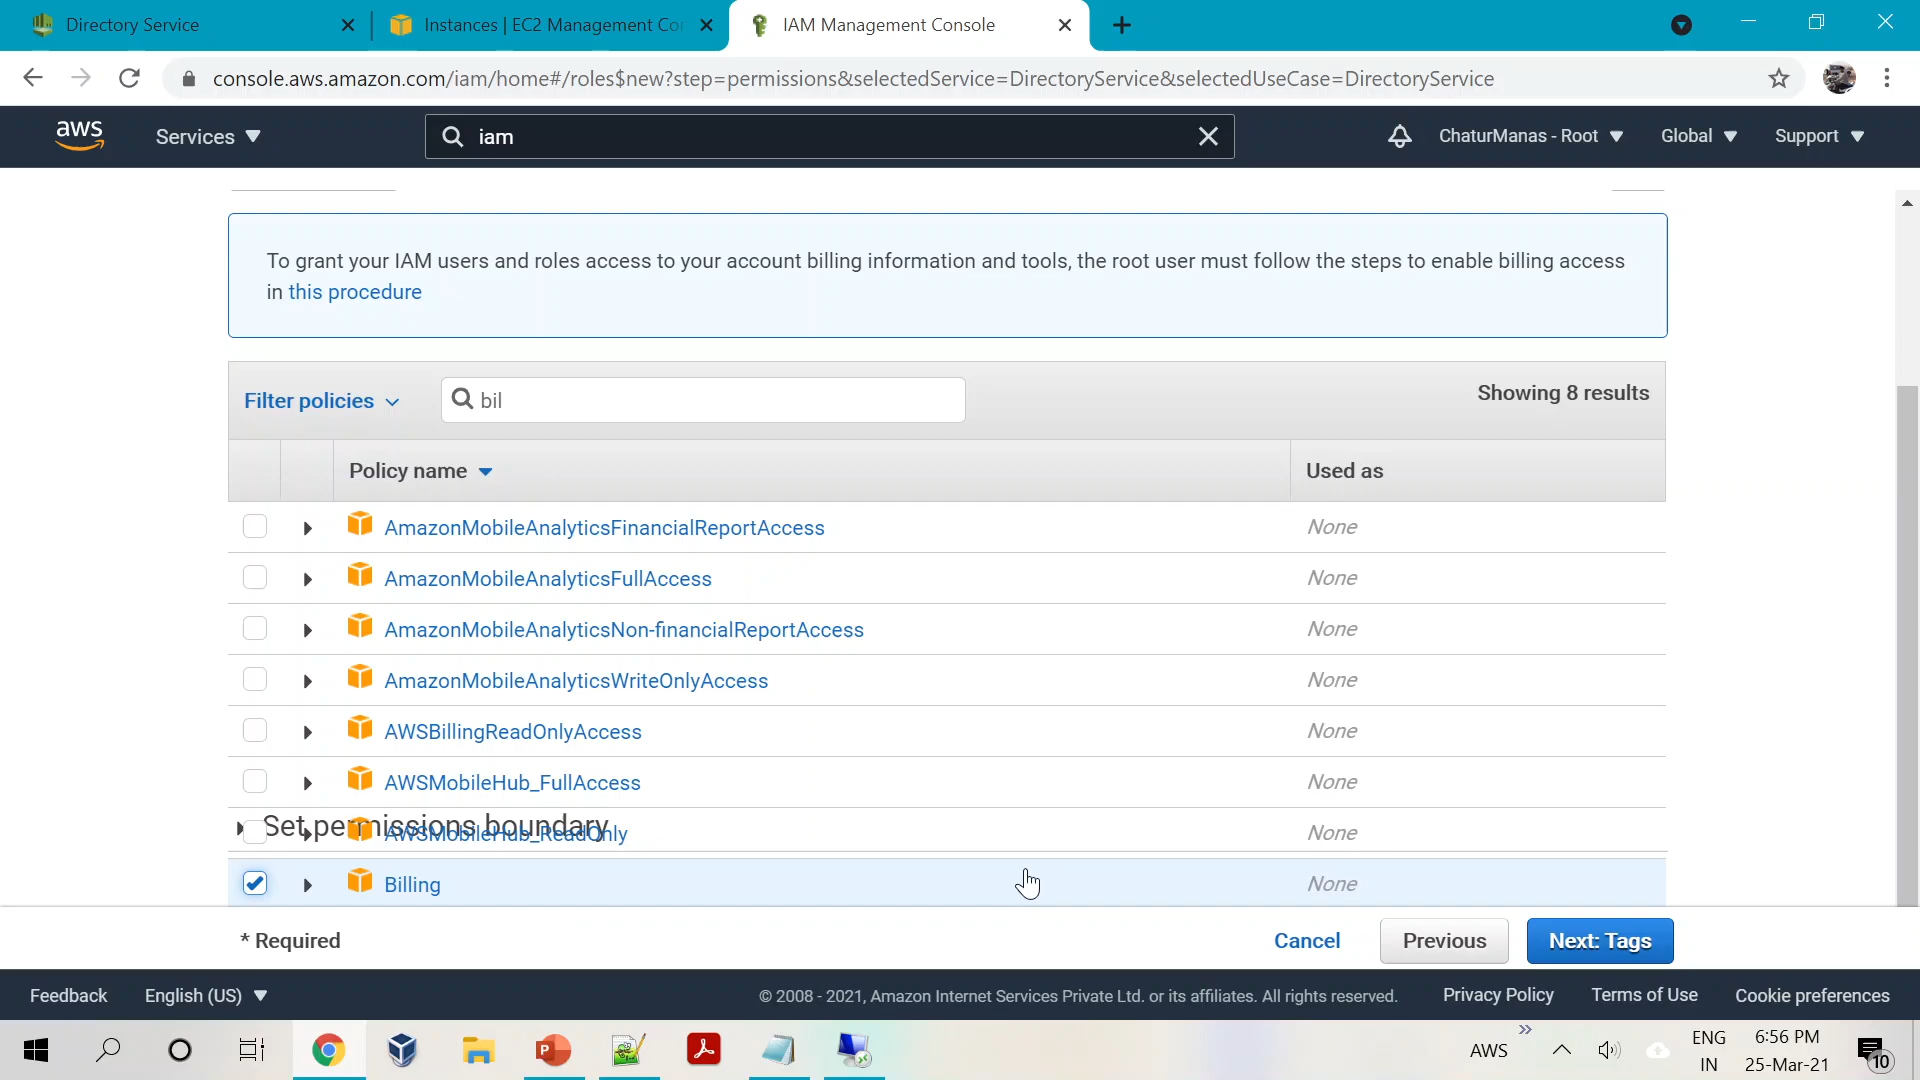 Directory Service
Instances | EC2 Management Co
IAM Management Console
console.aws.amazon.com/iam/home#/roles$new?step=permissions&selectedService=DirectoryService&selectedUseCase=DirectoryService
aws
Services
iam
ChaturManas - Root
Global
Support
To grant your IAM users and roles access to your account billing information and tools, the root user must follow the steps to enable billing access
in this procedure
Filter policies
bil
Showing 8 results
Policy name
Used as
AmazonMobileAnalyticsFinancialReportAccess
None
AmazonMobileAnalyticsFullAccess
None
AmazonMobileAnalyticsNon-financialReportAccess
None
AmazonMobileAnalyticsWriteOnlyAccess
None
AWSBillingReadOnlyAccess
None
AWSMobileHub_FullAccess
None
Set permissions boundary
AWSMobileHub_ReadOnly
None
Billing
None
* Required
Cancel
Previous
Next: Tags
Feedback
English (US)
© 2008 - 2021, Amazon Internet Services Private Ltd. or its affiliates. All rights reserved.
Privacy Policy
Terms of Use
Cookie preferences
AWS
ENG
IN
6:56 PM
25-Mar-21
10